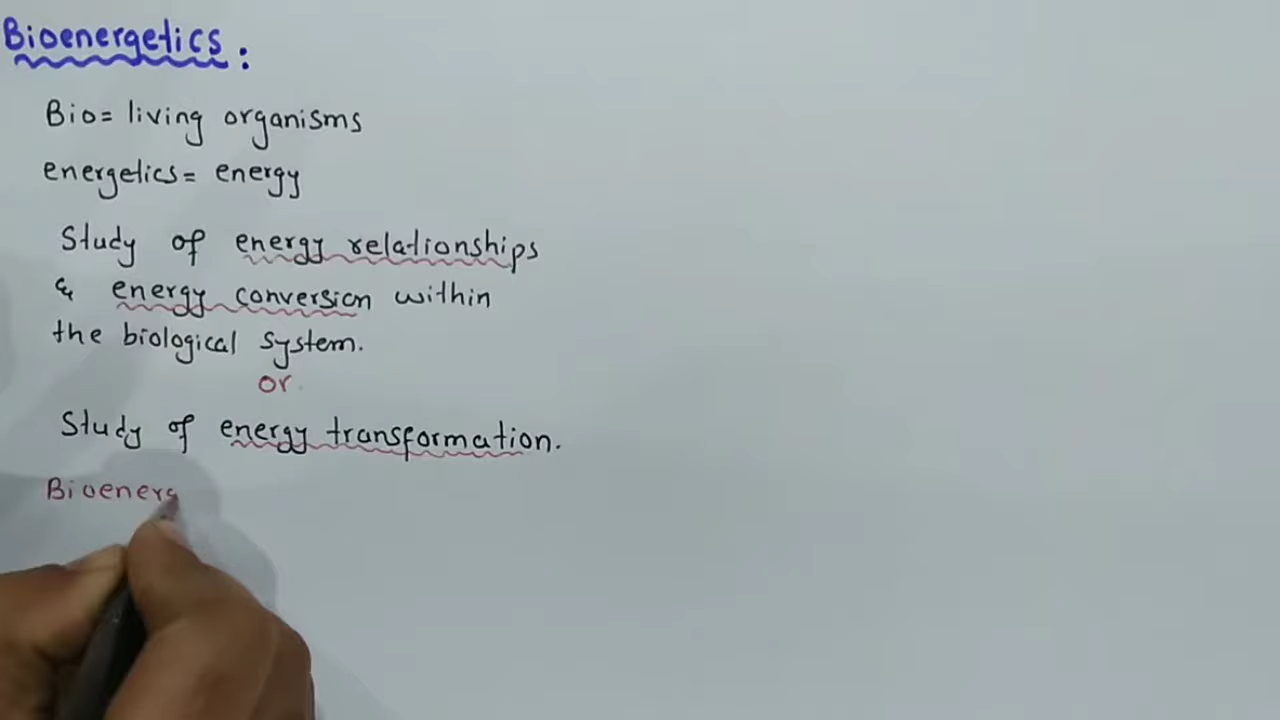 Bioenergetics:
Bio= living organisms
energetics= energy
Study of energy relationships
& energy conversion within
the biological system.
or
Study of energy transformation.
Bioenerg